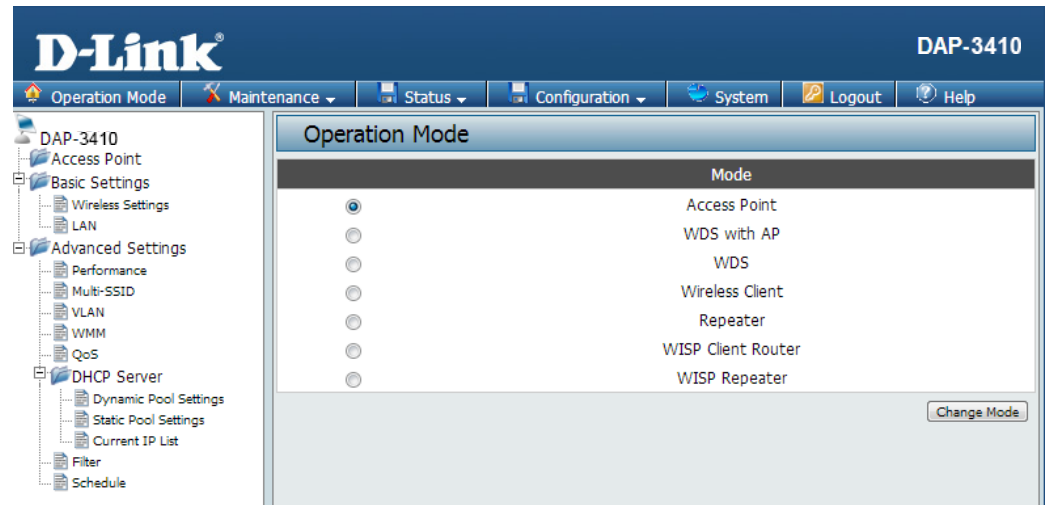 D-Link®
DAP-3410
Operation Mode
Maintenance
Status
Configuration
System
Logout
Help
DAP-3410
Access Point
Basic Settings
Wireless Settings
LAN
Advanced Settings
Performance
Multi-SSID
VLAN
WMM
QoS
DHCP Server
Dynamic Pool Settings
Static Pool Settings
Current IP List
Filter
Schedule
Operation Mode
Mode
Access Point
WDS with AP
WDS
Wireless Client
Repeater
WISP Client Router
WISP Repeater
Change Mode